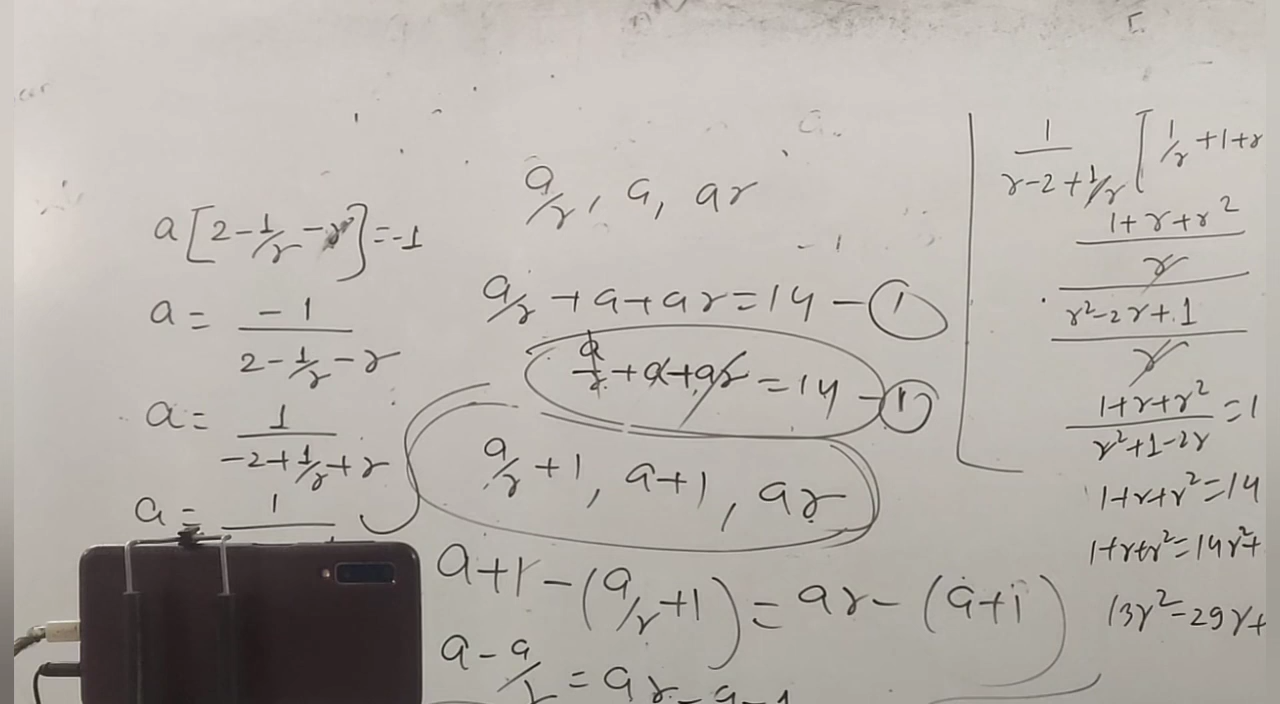 a/r, a, ar
a/r + a + ar = 14 - ①
a/r + a + ar = 14 - ①
a/r + 1, a+1, ar
a+1 - (a/r + 1) = ar - (a+1)
a - a/r = ar - a - 1
a[2 - 1/r - r] = -1
a = -1 / (2 - 1/r - r)
a = 1 / (-2 + 1/r + r)
a = 1
1 / (r - 2 + 1/r) [1/r + 1 + r
1 + r + r²
r
r² - 2r + 1
r
(1 + r + r²) / (r² + 1 - 2r) = 1
1 + r + r² = 14
1 + r + r² = 14r² +
13r² - 29r +